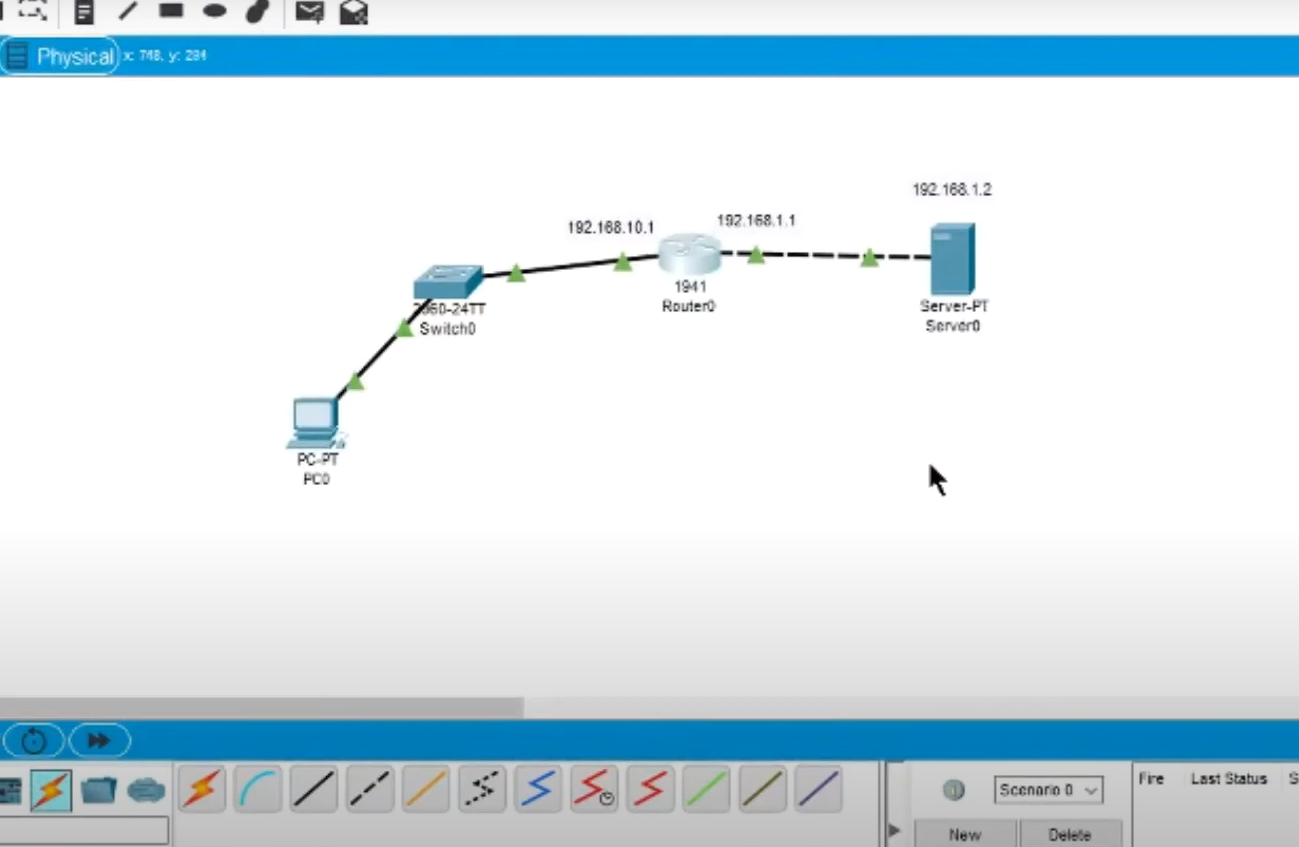 Physical x: 748, y: 284
192.168.1.2
192.168.10.1
192.168.1.1
1941
Router0
2960-24TT
Switch0
Server-PT
Server0
PC-PT
PC0
Scenario 0
Fire Last Status
New Delete